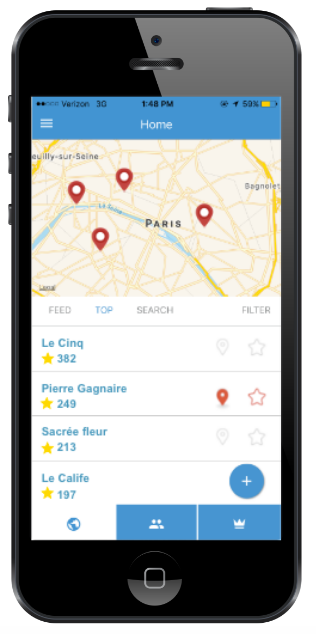 Verizon 3G 1:48 PM 59%
Home
euilly-sur-Seine
Bagnolet
La Seine
PARIS
Legal
FEED TOP SEARCH FILTER
Le Cinq
382
Pierre Gagnaire
249
Sacrée fleur
213
Le Calife
197
+